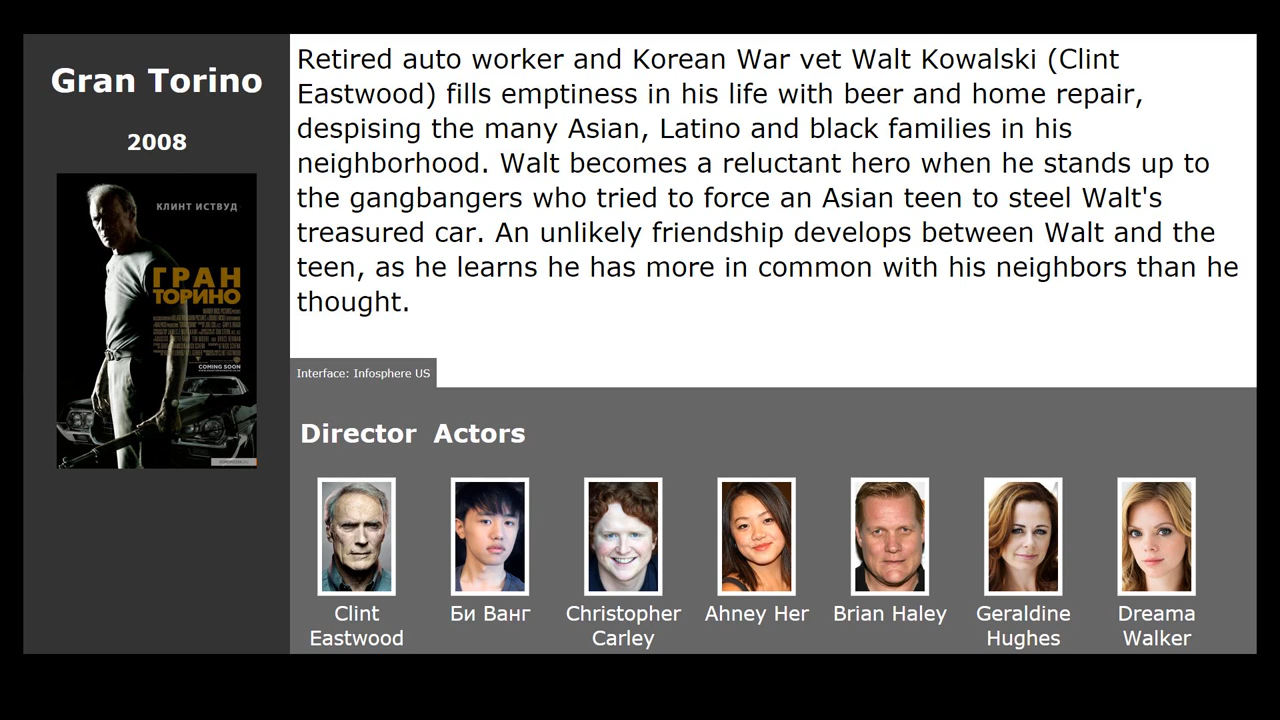 Gran Torino
2008
КЛИНТ ИСТВУД
ГРАН
ТОРИНО
COMING SOON
Retired auto worker and Korean War vet Walt Kowalski (Clint
Eastwood) fills emptiness in his life with beer and home repair,
despising the many Asian, Latino and black families in his
neighborhood. Walt becomes a reluctant hero when he stands up to
the gangbangers who tried to force an Asian teen to steel Walt's
treasured car. An unlikely friendship develops between Walt and the
teen, as he learns he has more in common with his neighbors than he
thought.
Interface: Infosphere US
Director Actors
Clint
Eastwood
Би Ванг
Christopher
Carley
Ahney Her
Brian Haley
Geraldine
Hughes
Dreama
Walker